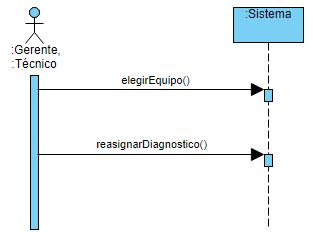 :Sistema
:Gerente,
:Técnico
elegirEquipo()
reasignarDiagnostico()